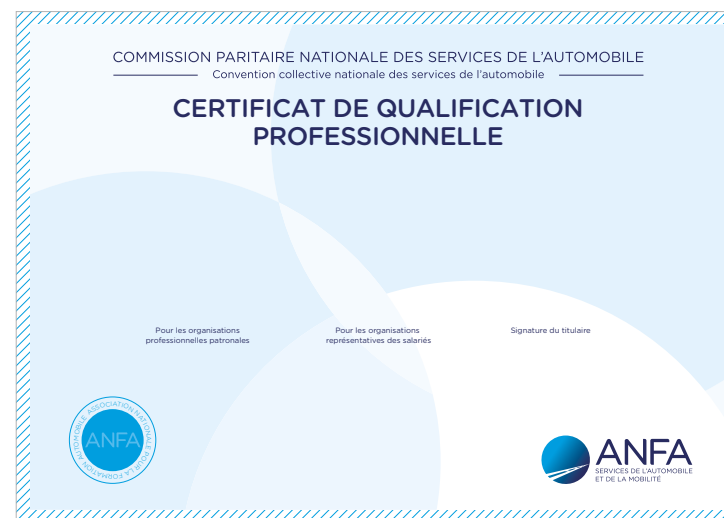 COMMISSION PARITAIRE NATIONALE DES SERVICES DE L'AUTOMOBILE
Convention collective nationale des services de l'automobile
CERTIFICAT DE QUALIFICATION
PROFESSIONNELLE
Pour les organisations
professionnelles patronales
Pour les organisations
représentatives des salariés
Signature du titulaire
ASSOCIATION NATIONALE POUR LA FORMATION AUTOMOBILE
ANFA
ANFA
SERVICES DE L'AUTOMOBILE
ET DE LA MOBILITÉ